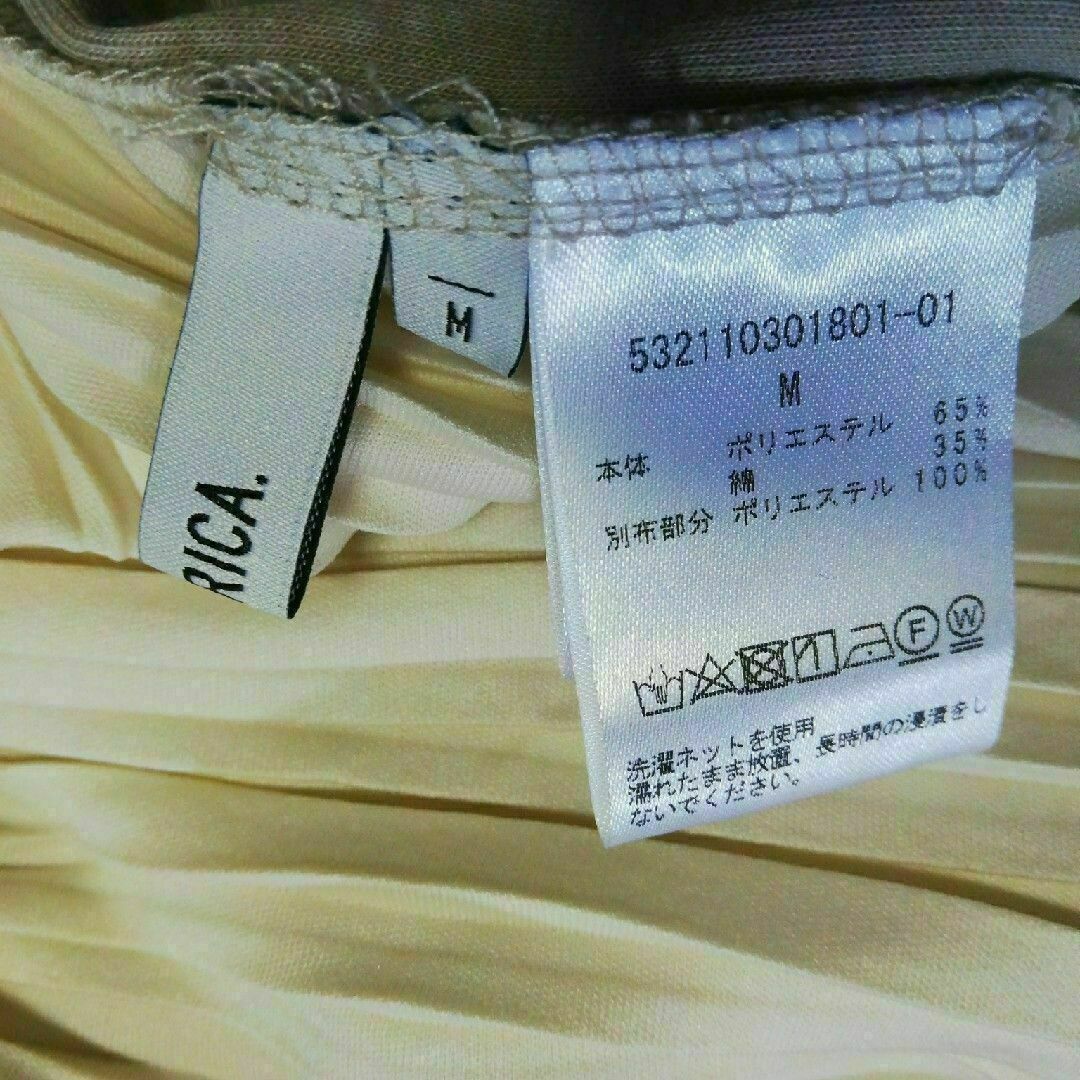 RICA.
M
532110301801-01
M
本体 ポリエステル 65%
綿 35%
別布部分 ポリエステル 100%
F
W
洗濯ネットを使用
濡れたまま放置、長時間の浸漬をし
ないでください。